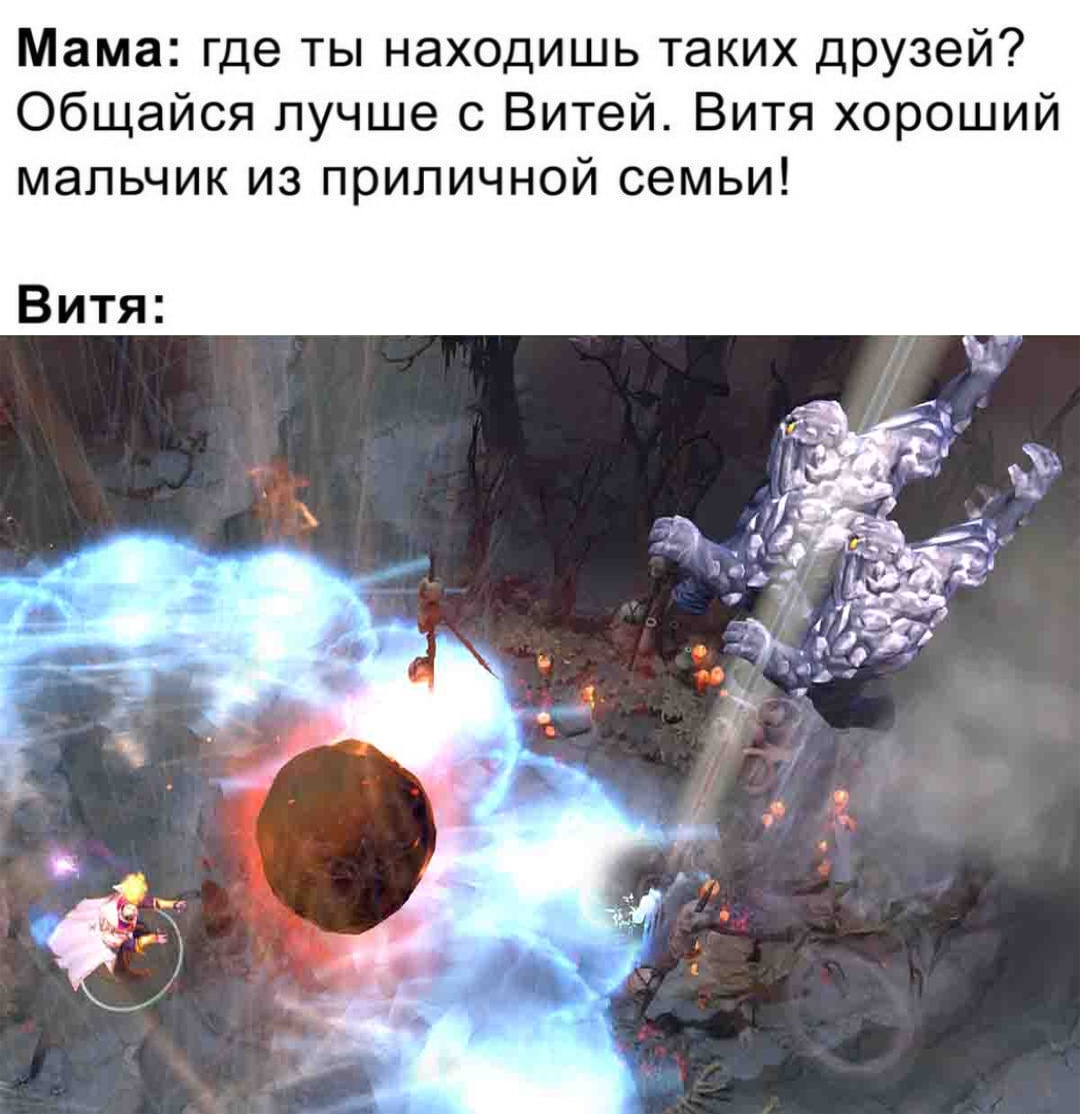 Мама: где ты находишь таких друзей?
Общайся лучше с Витей. Витя хороший
мальчик из приличной семьи!
Витя: